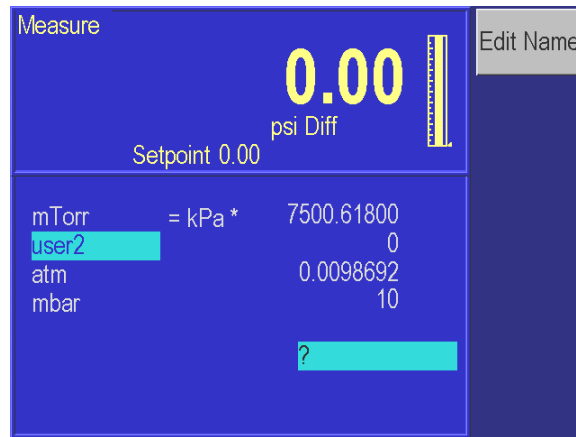 Measure
Edit Name
0.00
psi Diff
Setpoint 0.00
mTorr = kPa * 7500.61800
user2 0
atm 0.0098692
mbar 10
?